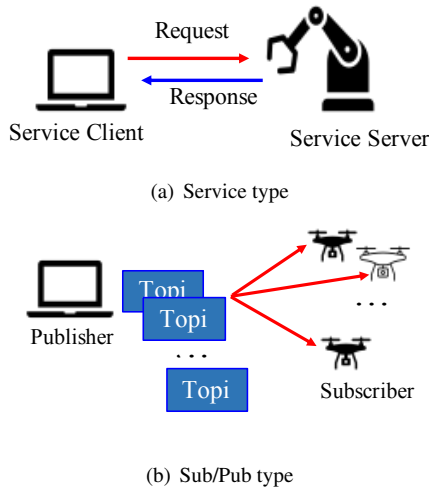 Request
Response
Service Client
Service Server
(a) Service type
Topi
Topi
Publisher
. . .
. . .
Topi
Subscriber
(b) Sub/Pub type